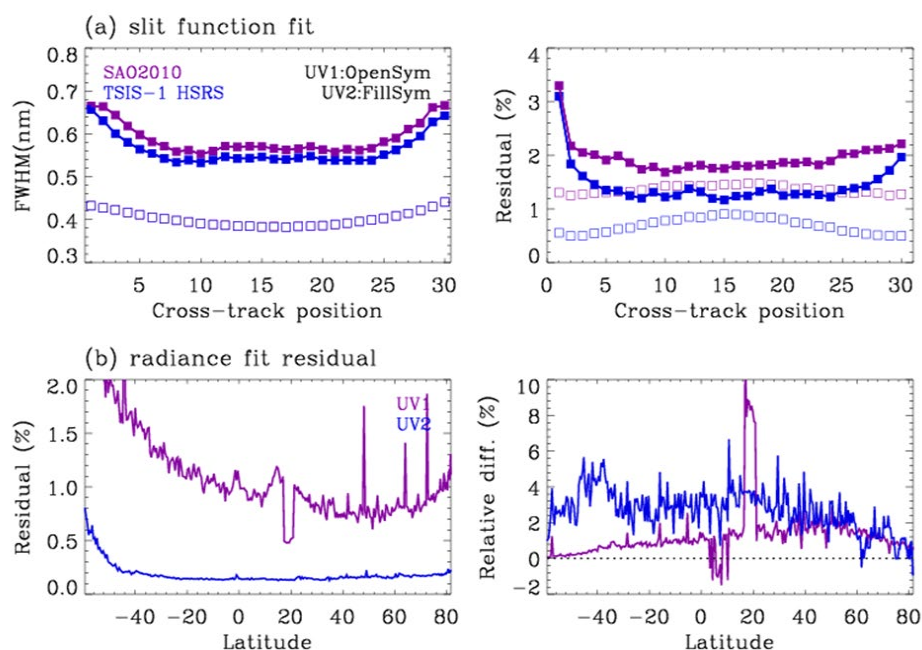 (a) slit function fit
0.8
0.7
0.6
0.5
0.4
0.3
FWHM(nm)
SAO2010
TSIS-1 HSRS
UV1:OpenSym
UV2:FillSym
5 10 15 20 25 30
Cross-track position
4
3
2
1
0
Residual (%)
0 5 10 15 20 25 30
Cross-track position
(b) radiance fit residual
2.0
1.5
1.0
0.5
0.0
Residual (%)
UV1
UV2
-40 -20 0 20 40 60 80
Latitude
10
8
6
4
2
0
-2
Relative diff. (%)
-40 -20 0 20 40 60 80
Latitude